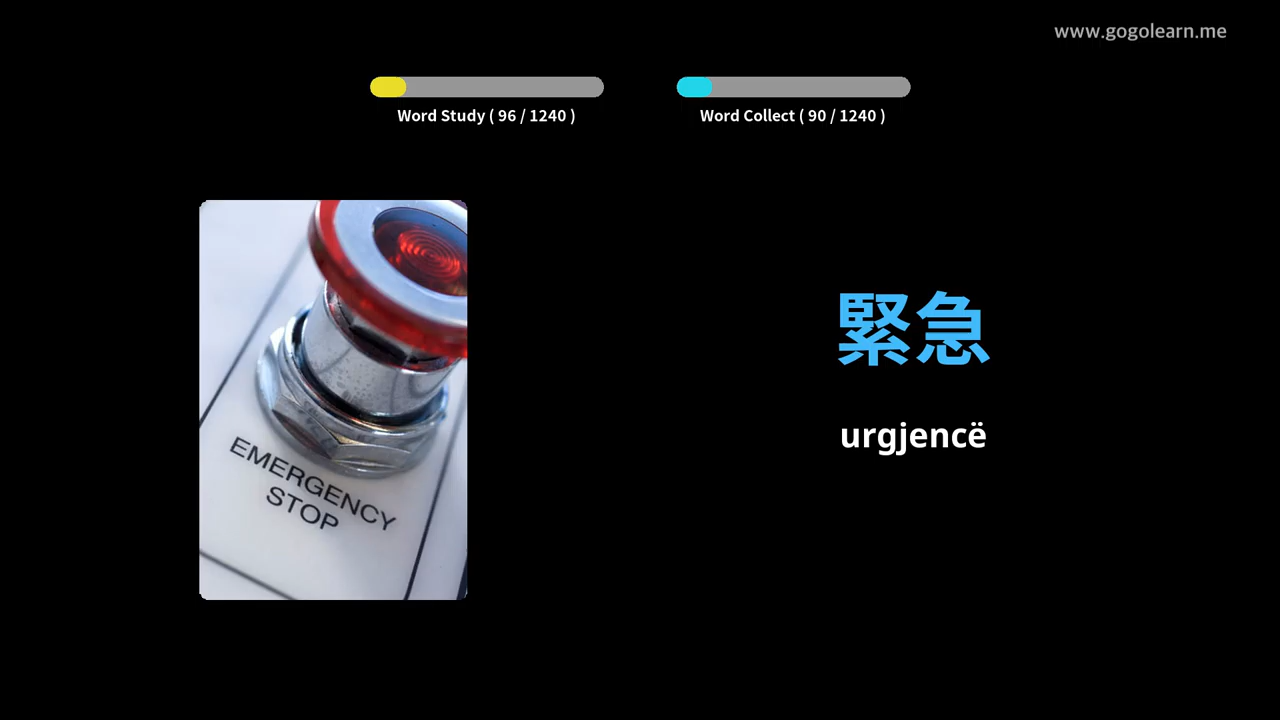 www.gogolearn.me
Word Study ( 96 / 1240 )
Word Collect ( 90 / 1240 )
EMERGENCY
STOP
緊急
urgjencë